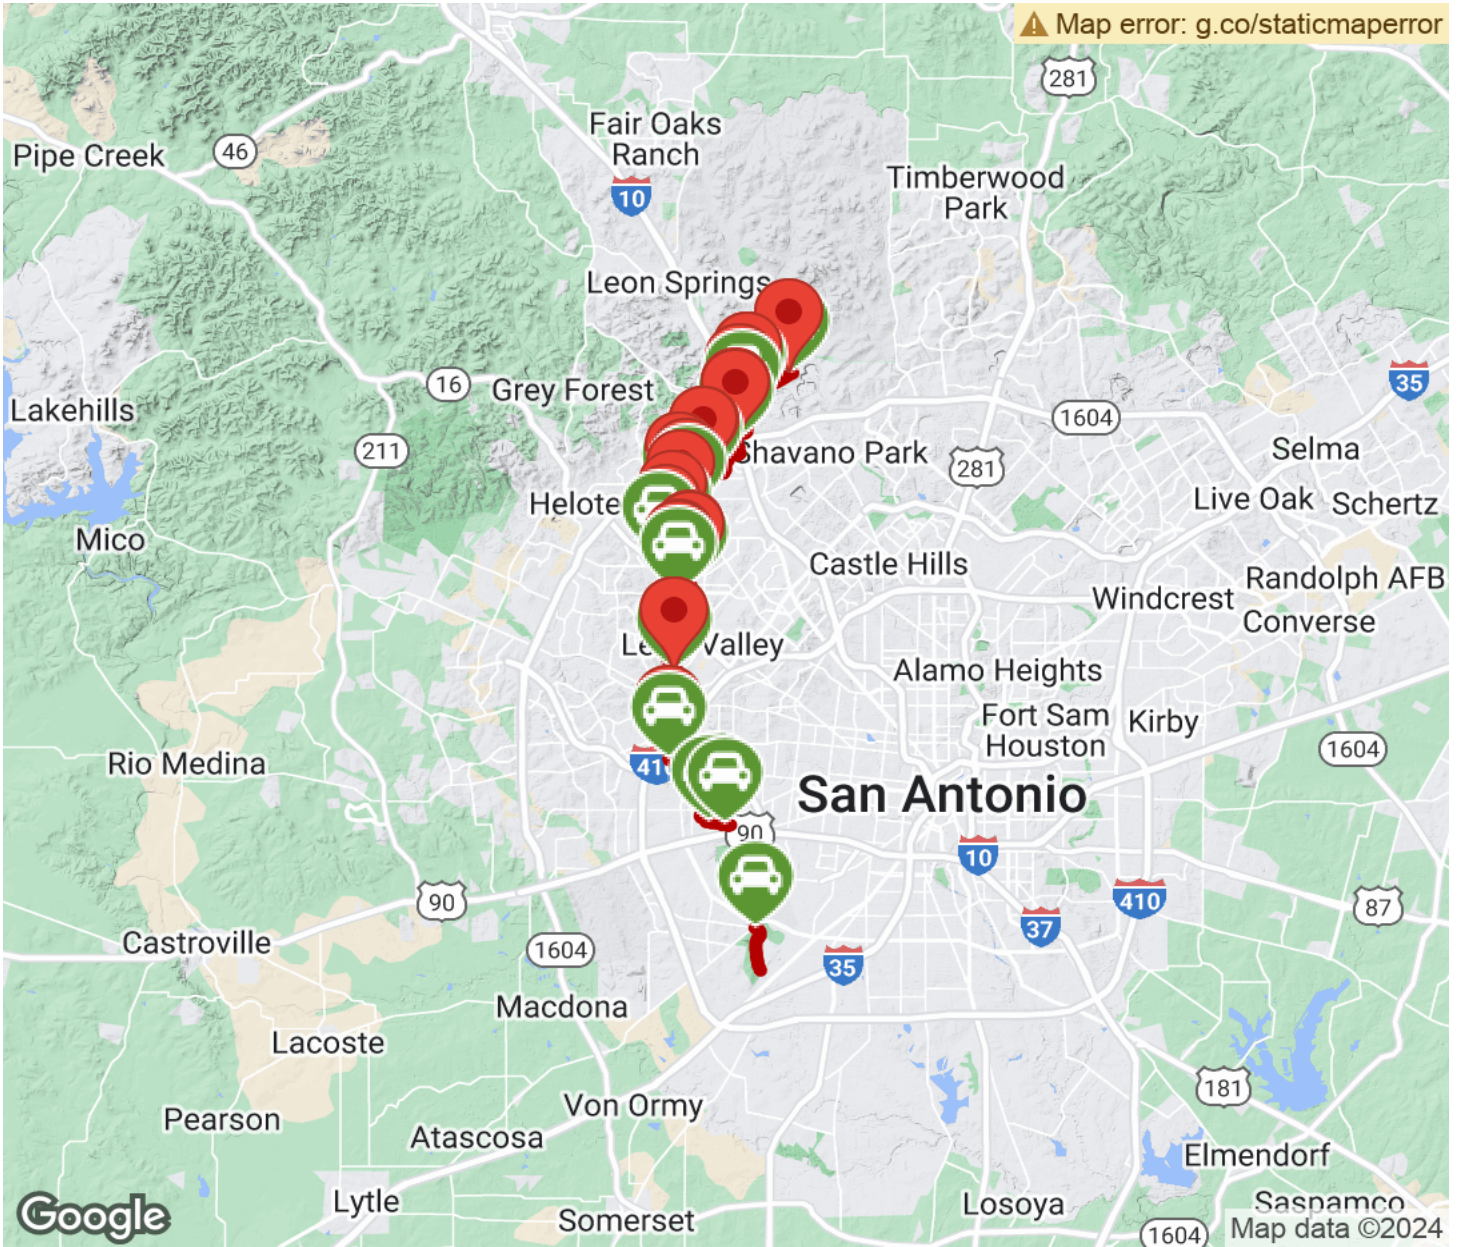 Map error: g.co/staticmaperror
281
Fair Oaks
Ranch
Pipe Creek
46
10
Timberwood
Park
Leon Springs
16
Grey Forest
35
Lakehills
1604
211
Shavano Park
281
Selma
Helote
Live Oak
Schertz
Mico
Castle Hills
Randolph AFB
Windcrest
Converse
Valley
Alamo Heights
Fort Sam
Houston
Kirby
1604
Rio Medina
410
San Antonio
90
10
90
410
87
37
Castroville
1604
35
Macdona
Lacoste
181
Von Ormy
Pearson
Atascosa
Elmendorf
Lytle
Losoya
Saspamco
Google
Somerset
1604
Map data ©2024